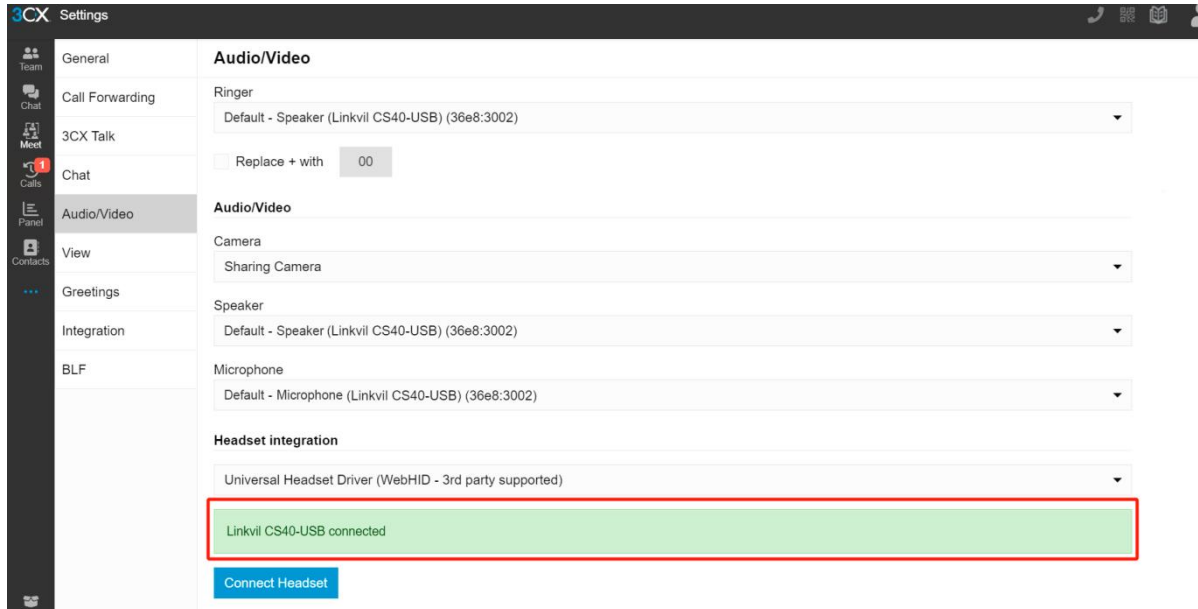 3CX Settings
Team
Chat
Meet
1
Calls
Panel
Contacts
General
Call Forwarding
3CX Talk
Chat
Audio/Video
View
Greetings
Integration
BLF
Audio/Video
Ringer
Default - Speaker (Linkvil CS40-USB) (36e8:3002)
Replace + with 00
Audio/Video
Camera
Sharing Camera
Speaker
Default - Speaker (Linkvil CS40-USB) (36e8:3002)
Microphone
Default - Microphone (Linkvil CS40-USB) (36e8:3002)
Headset integration
Universal Headset Driver (WebHID - 3rd party supported)
Linkvil CS40-USB connected
Connect Headset